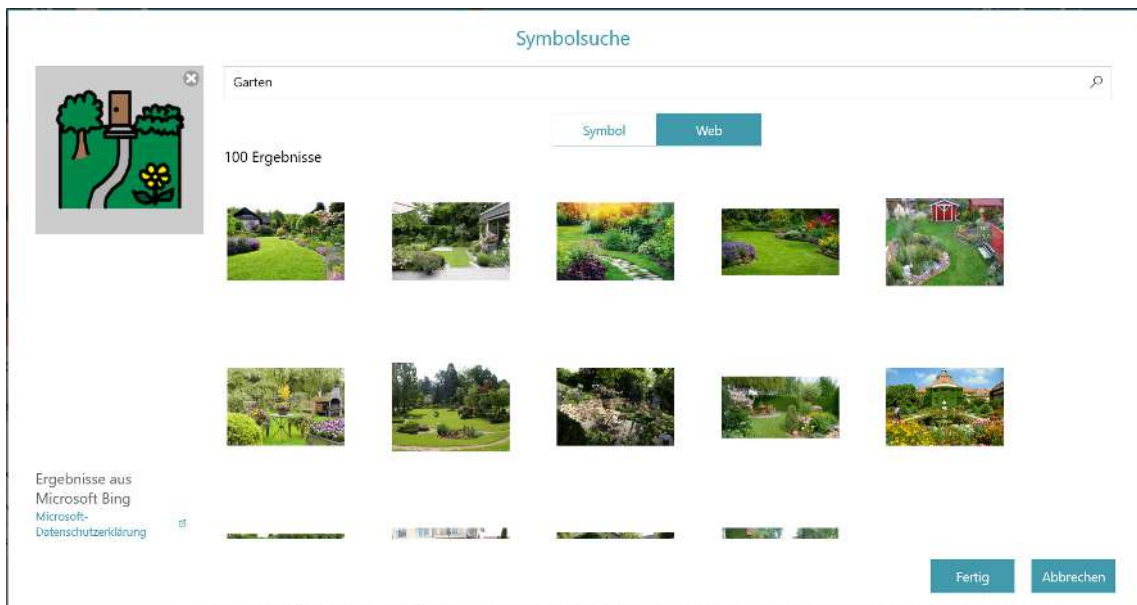 Symbolsuche
Garten
Symbol
Web
100 Ergebnisse
Ergebnisse aus
Microsoft Bing
Microsoft-
Datenschutzerklärung
Fertig
Abbrechen